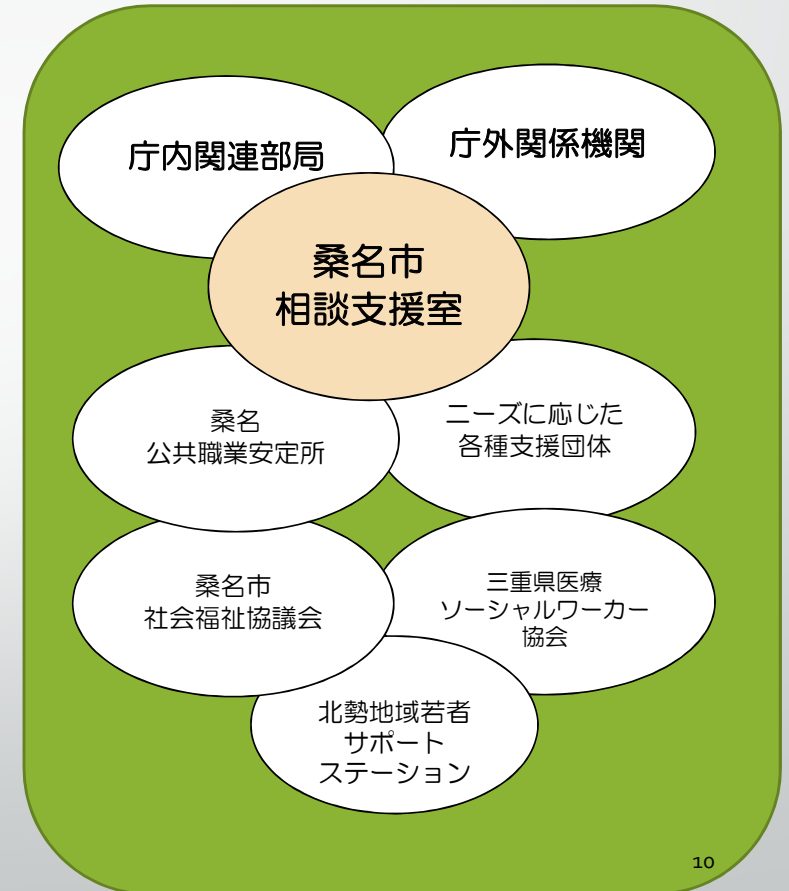 庁内関連部局
庁外関係機関
桑名市
相談支援室
桑名
公共職業安定所
ニーズに応じた
各種支援団体
桑名市
社会福祉協議会
三重県医療
ソーシャルワーカー
協会
北勢地域若者
サポート
ステーション
10